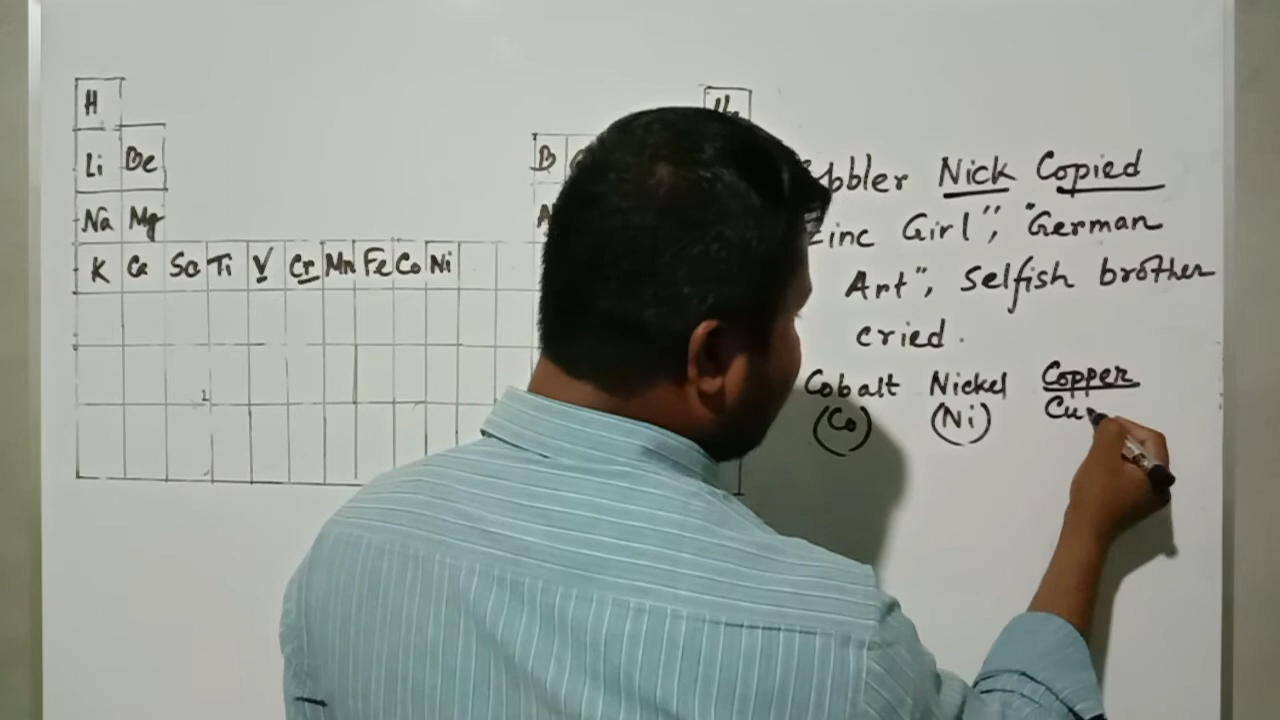 H
Li Be B
Na Mg
K Ca Sc Ti V Cr Mn Fe Co Ni
Nick Copied
Zinc Girl", "German
Art", Selfish brother
cried.
Cobalt Nickel Copper
(Co) (Ni) Cu